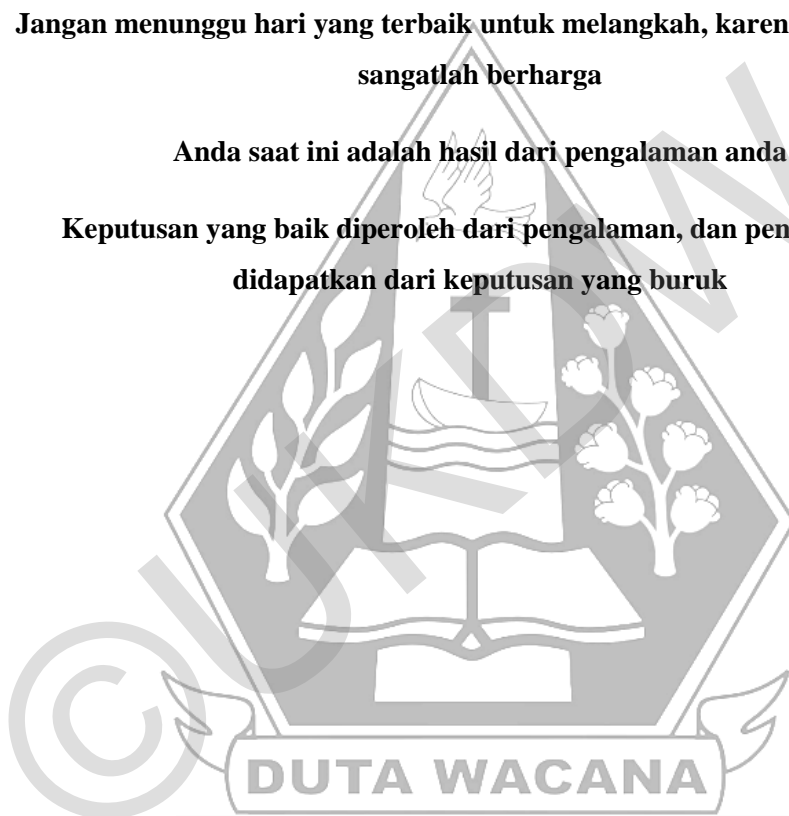 Jangan menunggu hari yang terbaik untuk melangkah, karen
sangatlah berharga
Anda saat ini adalah hasil dari pengalaman anda
Keputusan yang baik diperoleh dari pengalaman, dan pen
didapatkan dari keputusan yang buruk
©UKDW
DUTA WACANA